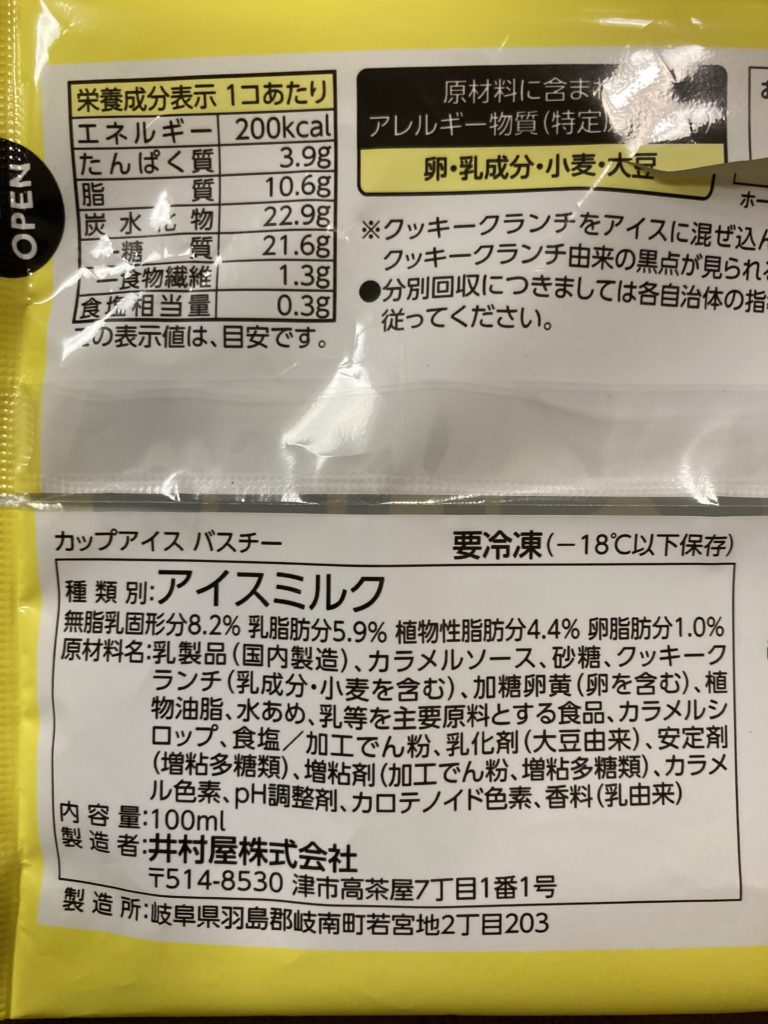 OPEN
栄養成分表示 1コあたり
エネルギー 200kcal
たんぱく質 3.9g
脂質 10.6g
炭水化物 22.9g
糖質 21.6g
食物繊維 1.3g
食塩相当量 0.3g
この表示値は、目安です。
原材料に含まれ
アレルギー物質(特定
卵・乳成分・小麦・大豆
※クッキークランチをアイスに混ぜ込ん
クッキークランチ由来の黒点が見られ
●分別回収につきましては各自治体の指
従ってください。
ホー
カップアイス バスチー
要冷凍(−18℃以下保存)
種類別:アイスミルク
無脂乳固形分8.2% 乳脂肪分5.9% 植物性脂肪分4.4% 卵脂肪分1.0%
原材料名:乳製品(国内製造)、カラメルソース、砂糖、クッキーク
ランチ(乳成分・小麦を含む)、加糖卵黄(卵を含む)、植
物油脂、水あめ、乳等を主要原料とする食品、カラメルシ
ロップ、食塩/加工でん粉、乳化剤(大豆由来)、安定剤
(増粘多糖類)、増粘剤(加工でん粉、増粘多糖類)、カラメ
ル色素、pH調整剤、カロテノイド色素、香料(乳由来)
内容量:100ml
製造者:井村屋株式会社
〒514-8530 津市高茶屋7丁目1番1号
製造所:岐阜県羽島郡岐南町若宮地2丁目203